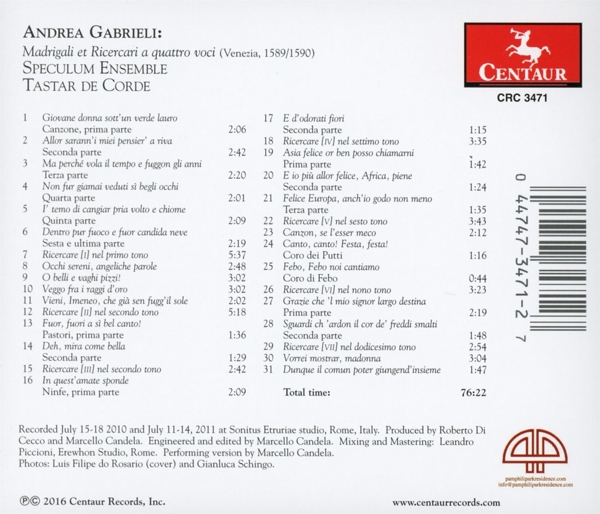 ANDREA GABRIELI:
Madrigali et Ricercari a quattro voci (Venezia, 1589/1590)
SPECULUM ENSEMBLE
TASTAR DE CORDE
CENTAUR
CRC 3471
1 Giovane donna sott'un verde lauro
Canzone, prima parte 2:06
2 Allor sarann'i miei pensier' a riva
Seconda parte 2:42
3 Ma perché vola il tempo e fuggon gli anni
Terza parte 2:20
4 Non fur giamai veduti sì begli occhi
Quarta parte 2:01
5 I' temo di cangiar pria volto e chiome
Quinta parte 2:09
6 Dentro pur fuoco e fuor candida neve
Sesta e ultima parte 2:19
7 Ricercare [I] nel primo tono 5:37
8 Occhi sereni, angeliche parole 2:48
9 O belli e vaghi pizzi! 3:02
10 Veggo fra i raggi d'oro 3:02
11 Vieni, Imeneo, che già sen fugg'il sole 2:02
12 Ricercare [II] nel secondo tono 5:18
13 Fuor, fuori a sì bel canto!
Pastori, prima parte 1:36
14 Deh, mira come bella
Seconda parte 1:29
15 Ricercare [III] nel secondo tono 2:42
16 In quest'amate sponde
Ninfe, prima parte 2:09
17 E d'odorati fiori
Seconda parte 1:15
18 Ricercare [IV] nel settimo tono 3:35
19 Asia felice or ben posso chiamarni
Prima parte 1:42
20 E io più allor felice, Africa, piene
Seconda parte 1:24
21 Felice Europa, anch'io godo non meno
Terza parte 1:35
22 Ricercare [V] nel sesto tono 3:43
23 Canzon, se l'esser meco 2:12
24 Canto, canto! Festa, festa!
Coro dei Putti 1:16
25 Febo, Febo noi cantiamo
Coro di Febo 0:44
26 Ricercare [VI] nel nono tono 3:23
27 Grazie che 'l mio signor largo destina
Prima parte 2:19
28 Sguardi ch 'ardon il cor de' freddi smalti
Seconda parte 1:48
29 Ricercare [VII] nel dodicesimo tono 2:54
30 Vorrei mostrar, madonna 3:04
31 Dunque il comun poter giungend'insieme 1:47
Total time: 76:22
0 44747-3471-2 7
Recorded July 15-18 2010 and July 11-14, 2011 at Sonitus Etruriae studio, Rome, Italy. Produced by Roberto Di
Cecco and Marcello Candela. Engineered and edited by Marcello Candela. Mixing and Mastering: Leandro
Piccioni, Erewhon Studio, Rome. Performing version by Marcello Candela.
Photos: Luis Filipe do Rosario (cover) and Gianluca Schingo.
pamphiliparkresidence.com
info@pamphiliparkresidence.com
℗© 2016 Centaur Records, Inc.
www.centaurrecords.com